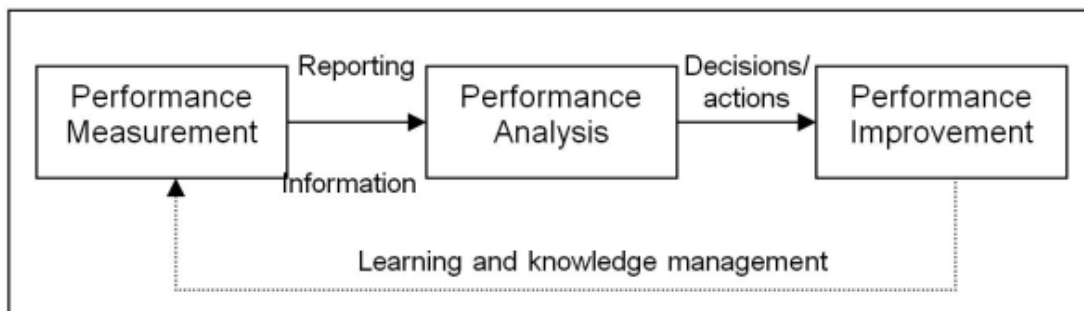 Performance
Measurement
Reporting
Information
Performance
Analysis
Decisions/
actions
Performance
Improvement
Learning and knowledge management